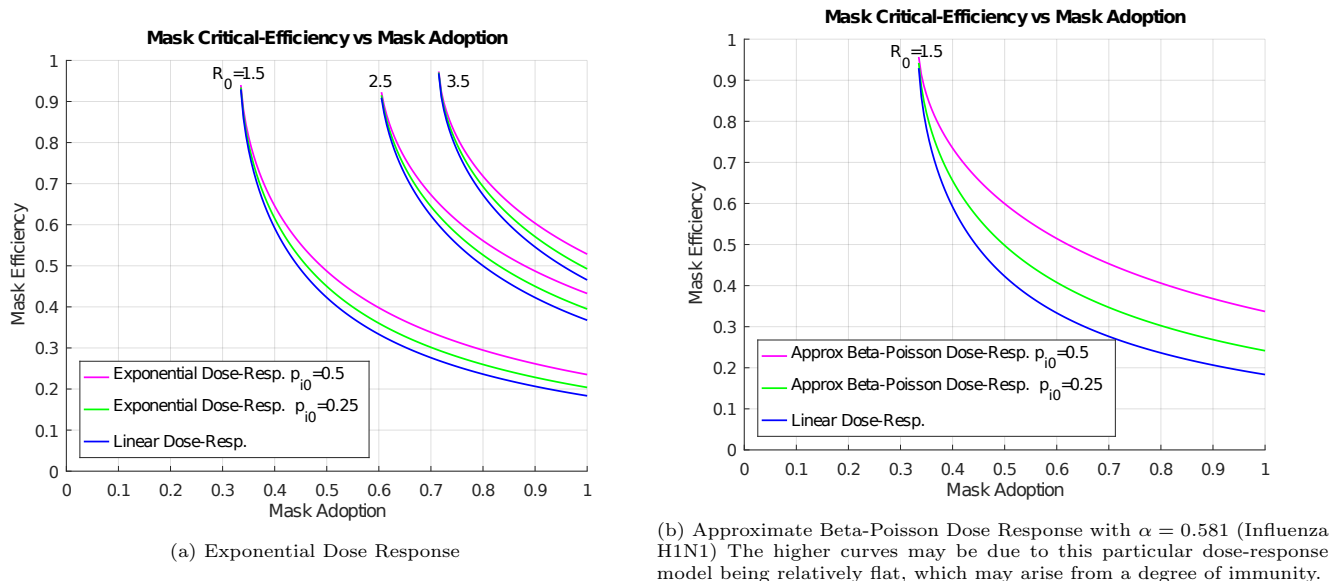 Mask Critical-Efficiency vs Mask Adoption
R0=1.5
2.5
3.5
1
0.9
0.8
0.7
0.6
0.5
0.4
0.3
0.2
0.1
0
Mask Efficiency
Exponential Dose-Resp. pi0=0.5
Exponential Dose-Resp. pi0=0.25
Linear Dose-Resp.
0 0.1 0.2 0.3 0.4 0.5 0.6 0.7 0.8 0.9 1
Mask Adoption
(a) Exponential Dose Response
Mask Critical-Efficiency vs Mask Adoption
R0=1.5
1
0.9
0.8
0.7
0.6
0.5
0.4
0.3
0.2
0.1
0
Mask Efficiency
Approx Beta-Poisson Dose-Resp. pi0=0.5
Approx Beta-Poisson Dose-Resp. pi0=0.25
Linear Dose-Resp.
0 0.1 0.2 0.3 0.4 0.5 0.6 0.7 0.8 0.9 1
Mask Adoption
(b) Approximate Beta-Poisson Dose Response with α = 0.581 (Influenza
H1N1) The higher curves may be due to this particular dose-response
model being relatively flat, which may arise from a degree of immunity.